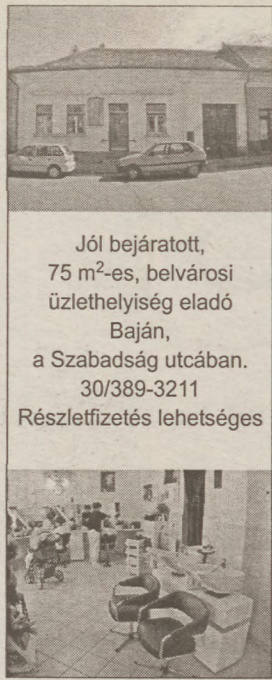 Jól bejáratott,
75 m²-es, belvárosi
üzlethelyiség eladó
Baján,
a Szabadság utcában.
30/389-3211
Részletfizetés lehetséges